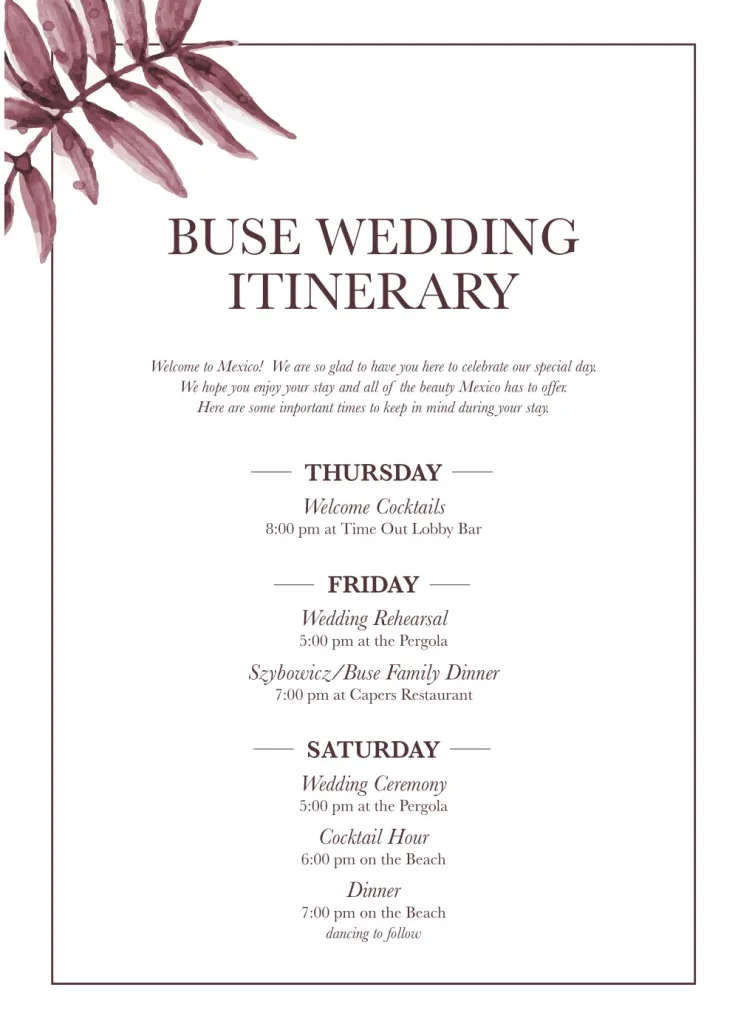 BUSE WEDDING
ITINERARY
Welcome to Mexico! We are so glad to have you here to celebrate our special day.
We hope you enjoy your stay and all of the beauty Mexico has to offer.
Here are some important times to keep in mind during your stay.
THURSDAY
Welcome Cocktails
8:00 pm at Time Out Lobby Bar
FRIDAY
Wedding Rehearsal
5:00 pm at the Pergola
Szybowicz/Buse Family Dinner
7:00 pm at Capers Restaurant
SATURDAY
Wedding Ceremony
5:00 pm at the Pergola
Cocktail Hour
6:00 pm on the Beach
Dinner
7:00 pm on the Beach
dancing to follow